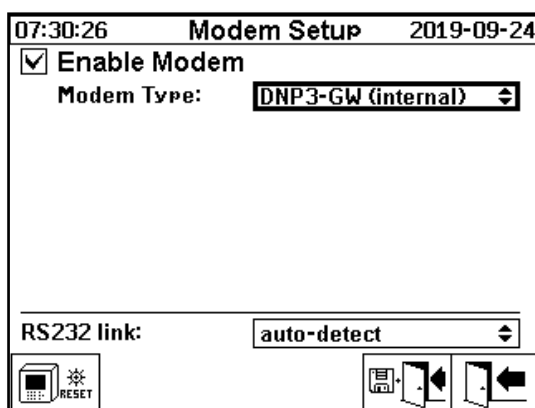 07:30:26 Modem Setup 2019-09-24
Enable Modem
Modem Type: DNP3-GW (internal)
RS232 link: auto-detect
RESET